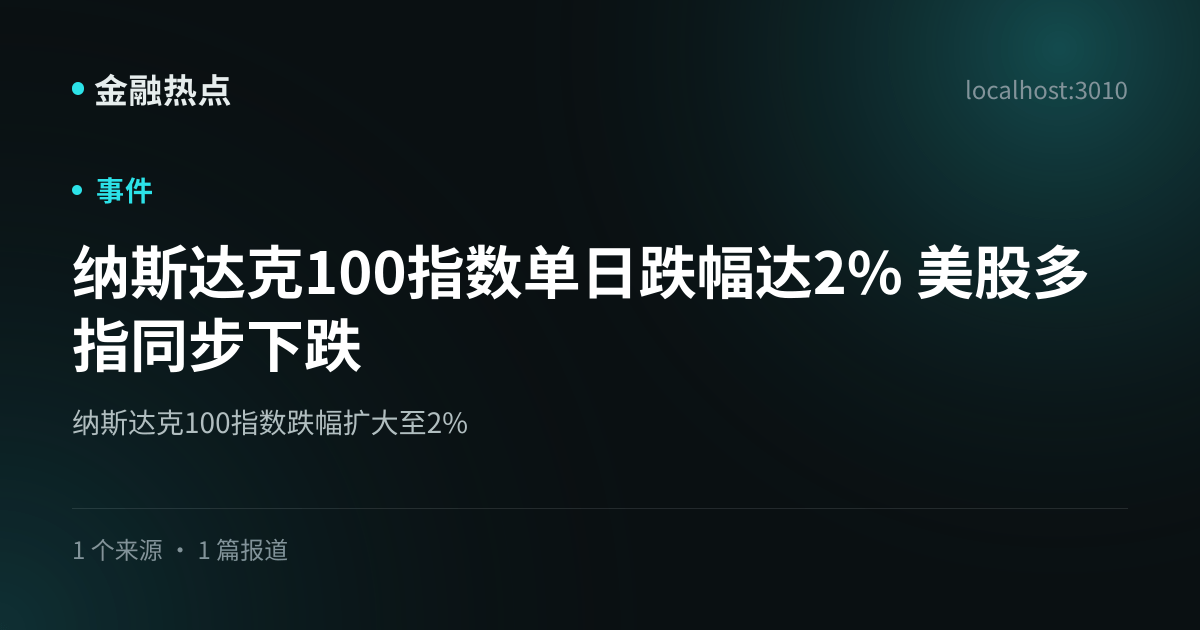 金融热点
localhost:3010
事件
纳斯达克100指数单日跌幅达2% 美股多
指同步下跌
纳斯达克100指数跌幅扩大至2%
1 个来源 · 1 篇报道